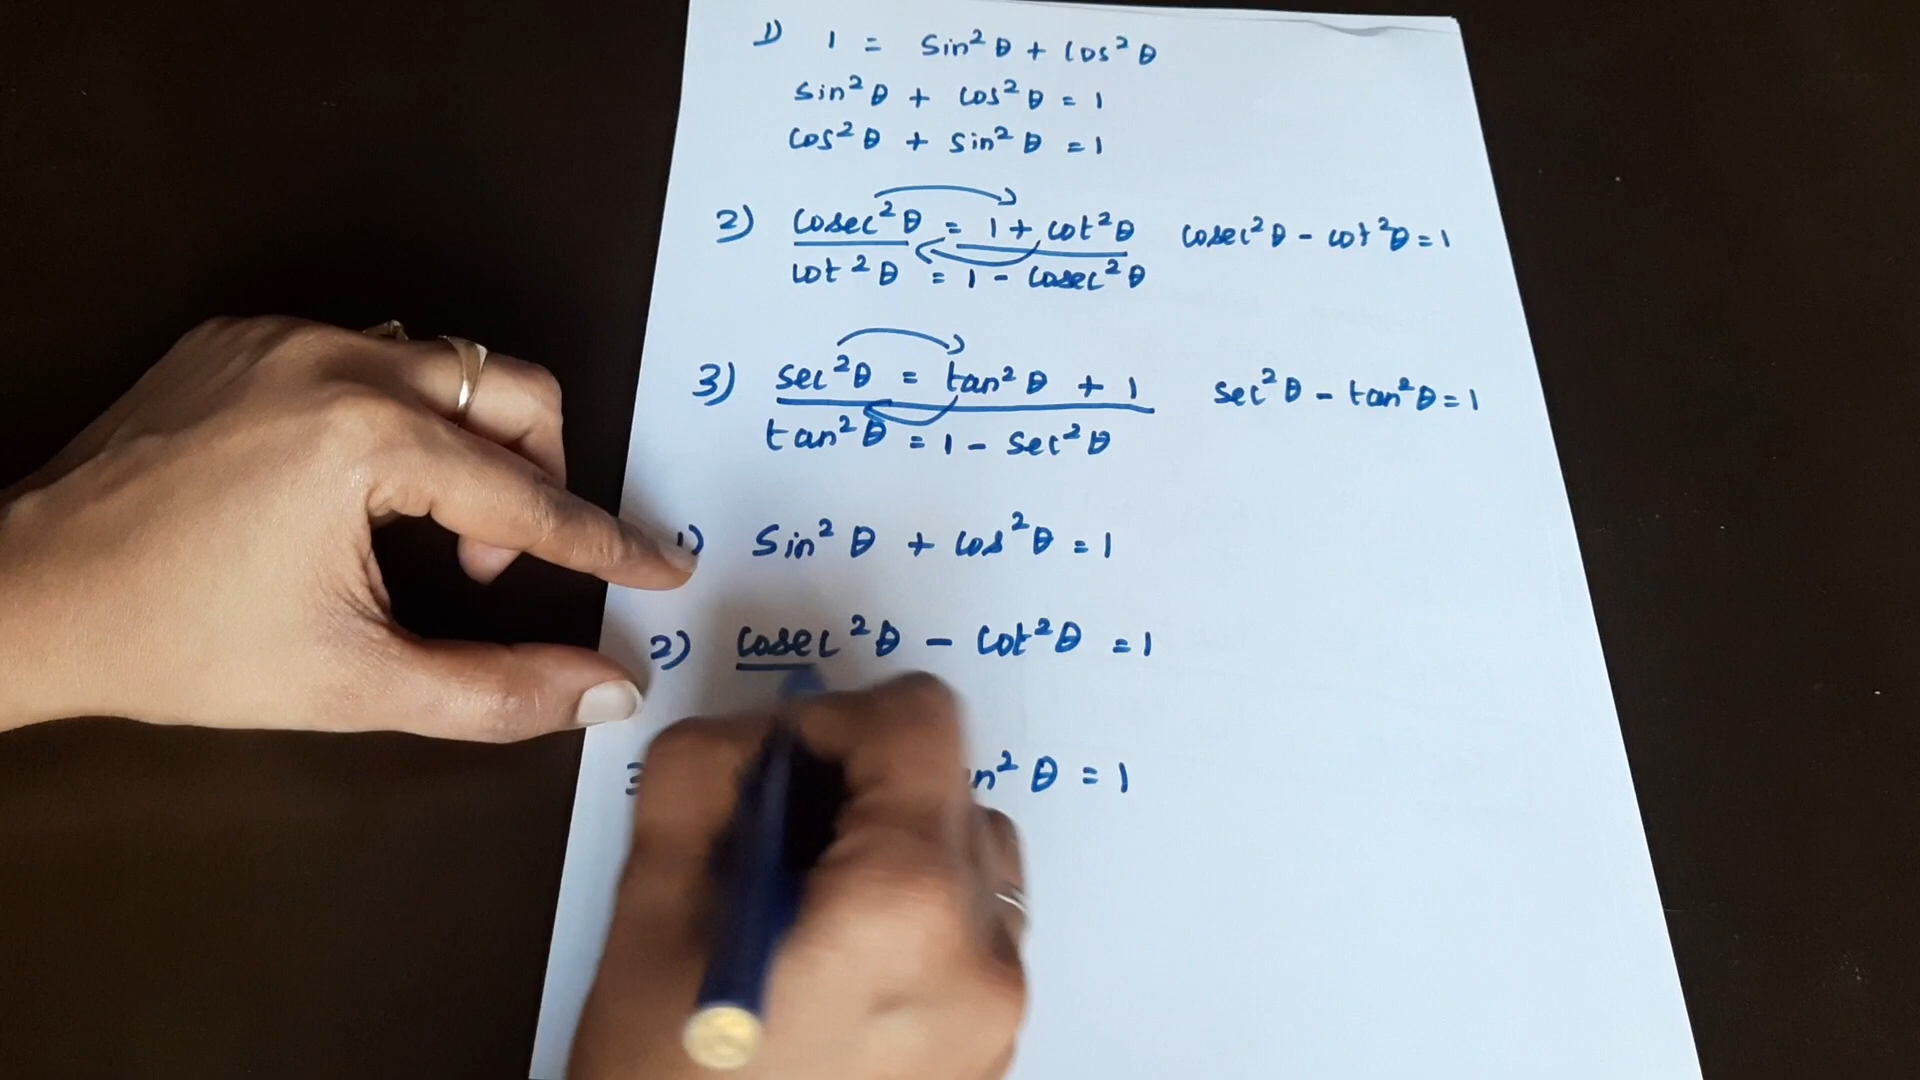 1) 1 = Sin²θ + Cos²θ
Sin²θ + Cos²θ = 1
Cos²θ + Sin²θ = 1
2) Cosec²θ = 1 + Cot²θ Cosec²θ - Cot²θ = 1
Cot²θ = 1 - Cosec²θ
3) Sec²θ = tan²θ + 1 Sec²θ - tan²θ = 1
tan²θ = 1 - Sec²θ
1) Sin²θ + Cos²θ = 1
2) Cosec²θ - Cot²θ = 1
θ = 1